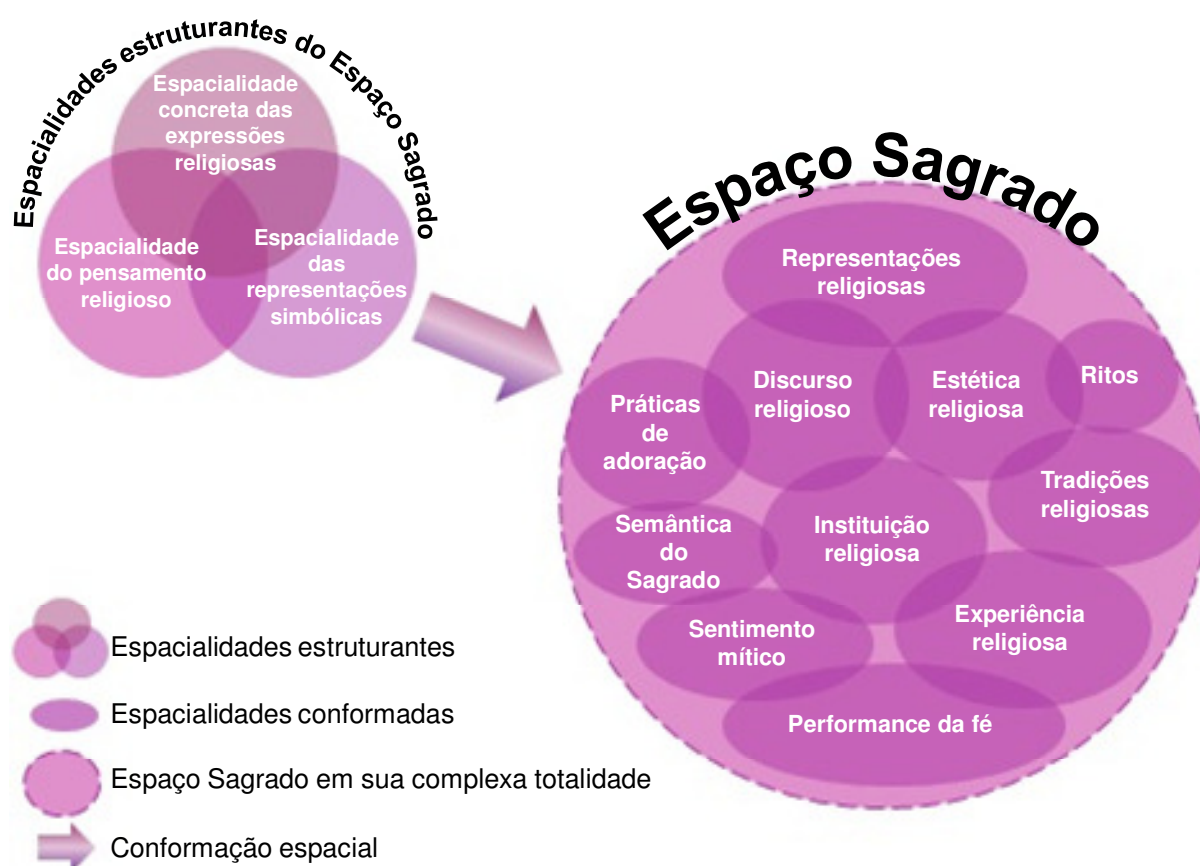 Espacialidades estruturantes do Espaço Sagrado
Espacialidade
concreta das
expressões
religiosas
Espacialidade
do pensamento
religioso
Espacialidade
das
representações
simbólicas
Espaço Sagrado
Representações
religiosas
Discurso
religioso
Estética
religiosa
Ritos
Práticas
de
adoração
Tradições
religiosas
Semântica
do
Sagrado
Instituição
religiosa
Sentimento
mítico
Experiência
religiosa
Performance da fé
Espacialidades estruturantes
Espacialidades conformadas
Espaço Sagrado em sua complexa totalidade
Conformação espacial